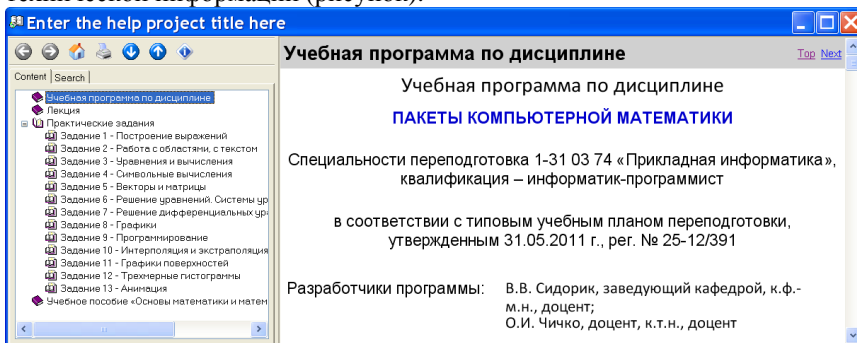 технической информации (рисунок).
Enter the help project title here
Content Search
Учебная программа по дисциплине
Лекция
Практические задания
Задание 1 - Построение выражений
Задание 2 - Работа с областями, с текстом
Задание 3 - Уравнения и вычисления
Задание 4 - Символьные вычисления
Задание 5 - Векторы и матрицы
Задание 6 - Решение уравнений. Системы ур
Задание 7 - Решение дифференциальных ура
Задание 8 - Графики
Задание 9 - Программирование
Задание 10 - Интерполяция и экстраполяция
Задание 11 - Графики поверхностей
Задание 12 - Трехмерные гистограммы
Задание 13 - Анимация
Учебное пособие «Основы математики и матем
Учебная программа по дисциплине Top Next
Учебная программа по дисциплине
ПАКЕТЫ КОМПЬЮТЕРНОЙ МАТЕМАТИКИ
Специальности переподготовка 1-31 03 74 «Прикладная информатика»,
квалификация – информатик-программист
в соответствии с типовым учебным планом переподготовки,
утвержденным 31.05.2011 г., рег. № 25-12/391
Разработчики программы: В.В. Сидорик, заведующий кафедрой, к.ф.-
м.н., доцент;
О.И. Чичко, доцент, к.т.н., доцент